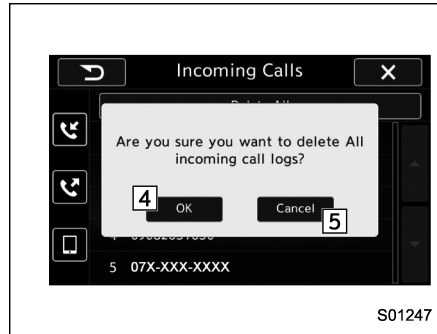 Incoming Calls
Are you sure you want to delete All
incoming call logs?
4
OK
Cancel
5
5 07X-XXX-XXXX
S01247